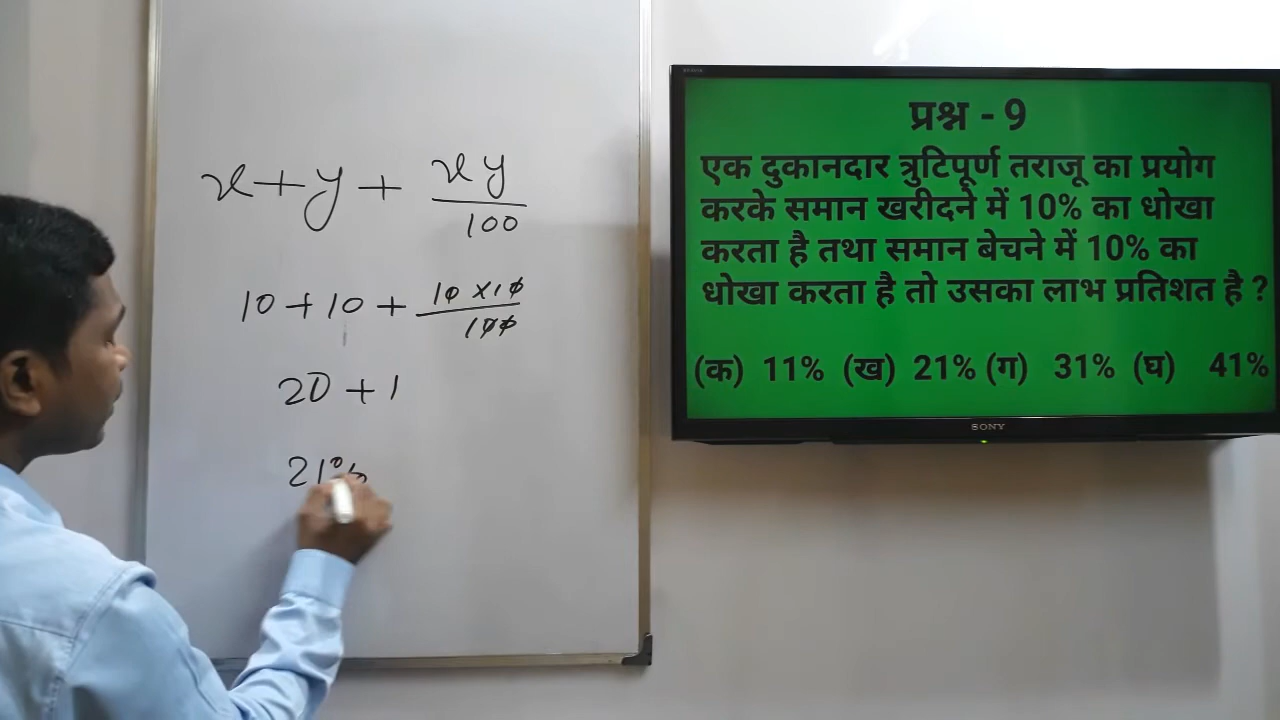 x + y + xy/100
10 + 10 + 10 x 10/100
20 + 1
21%
प्रश्न - 9
एक दुकानदार त्रुटिपूर्ण तराजू का प्रयोग
करके समान खरीदने में 10% का धोखा
करता है तथा समान बेचने में 10% का
धोखा करता है तो उसका लाभ प्रतिशत है ?
(क) 11% (ख) 21% (ग) 31% (घ) 41%
SONY